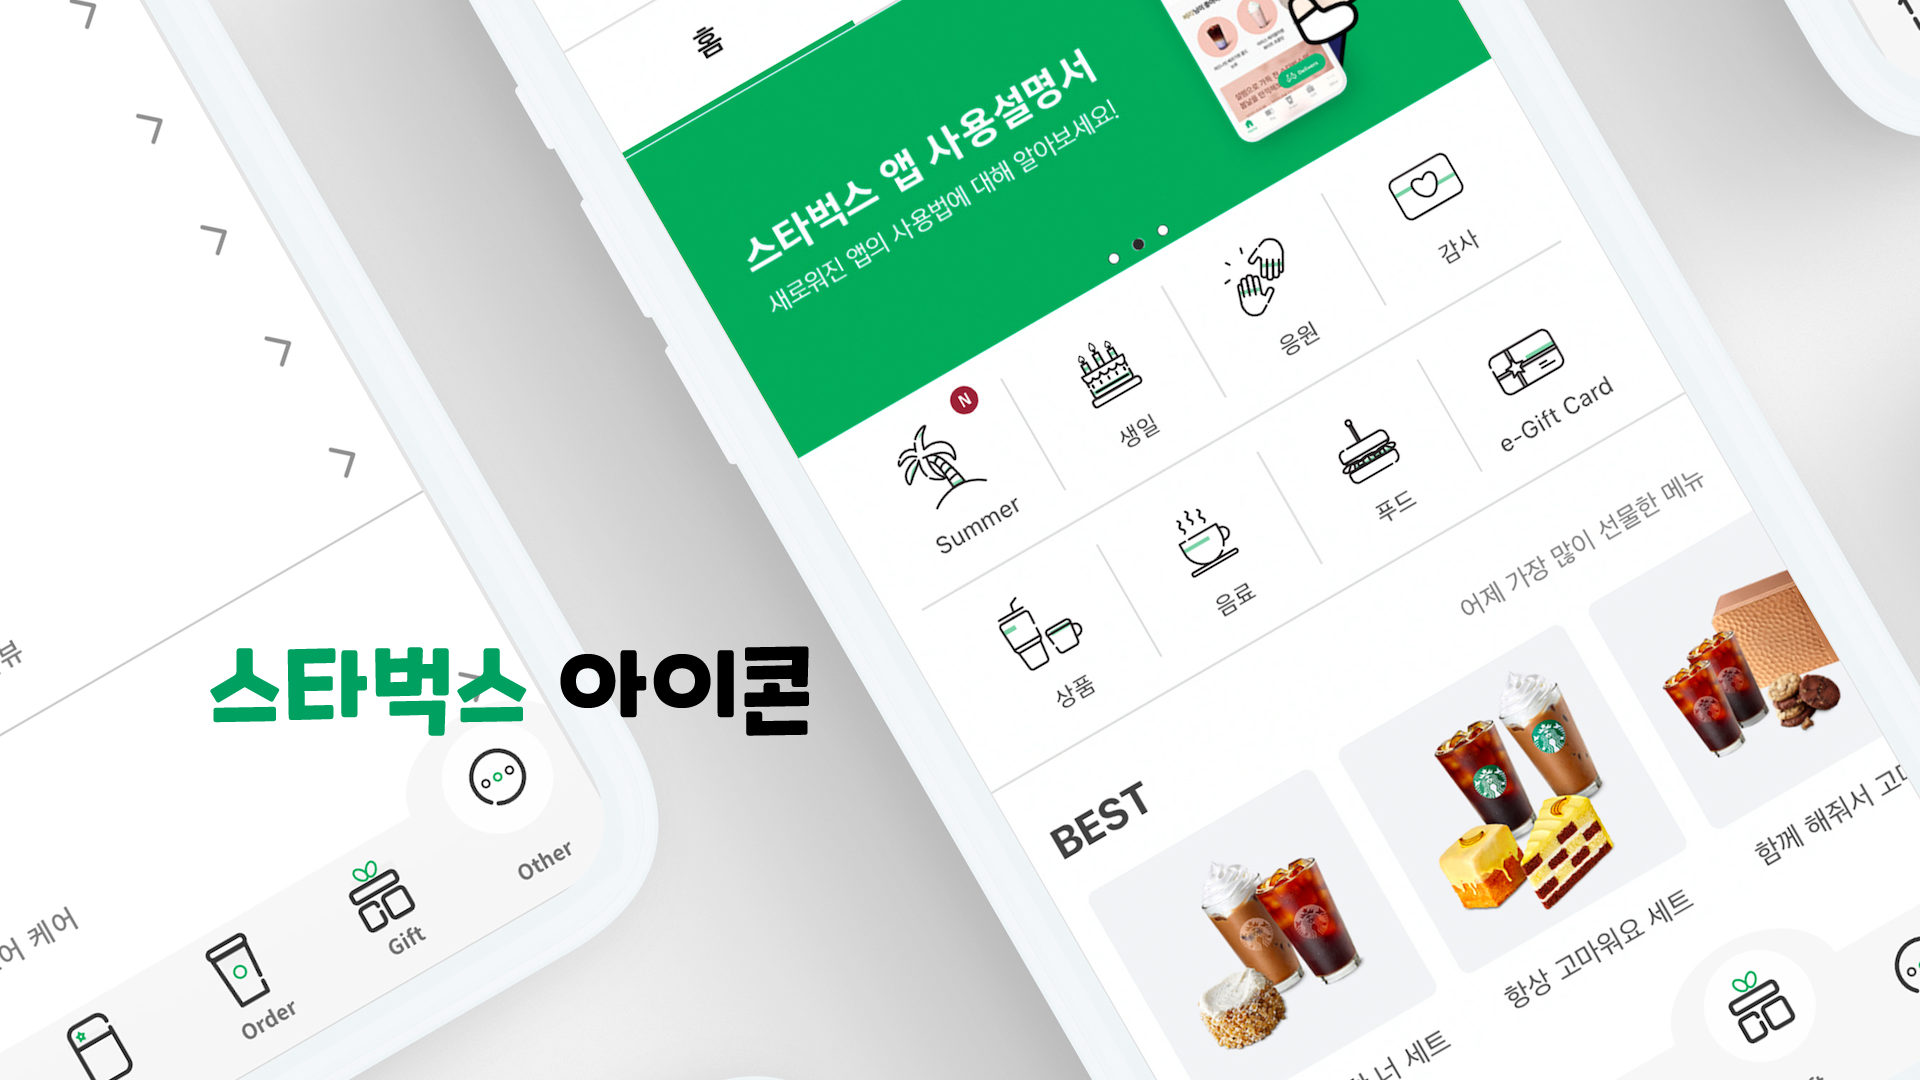 홈
스타벅스 앱 사용설명서
새로워진 앱의 사용법에 대해 알아보세요!
Delivers
N
Summer
생일
응원
감사
상품
음료
푸드
e-Gift Card
BEST
어제 가장 많이 선물한 메뉴
너 세트
항상 고마워요 세트
함께 해줘서
스타벅스 아이콘
뷰
어 케어
Order
Gift
Other